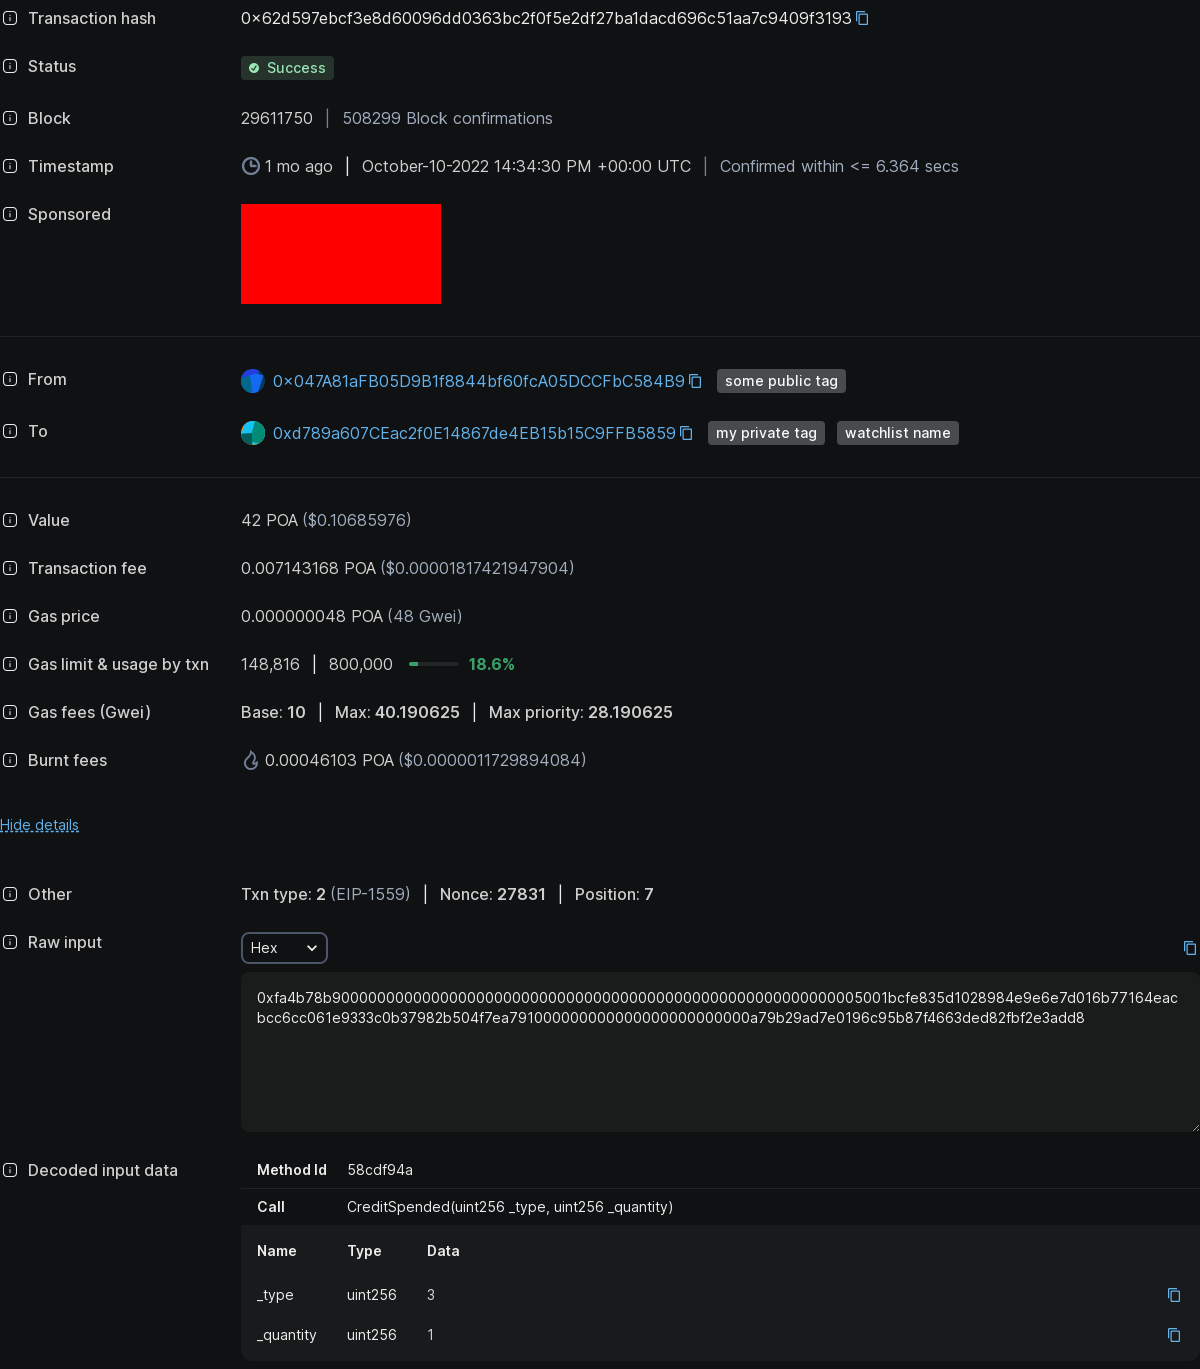 Transaction hash 0x62d597ebcf3e8d60096dd0363bc2f0f5e2df27ba1dacd696c51aa7c9409f3193
Status Success
Block 29611750 | 508299 Block confirmations
Timestamp 1 mo ago | October-10-2022 14:34:30 PM +00:00 UTC | Confirmed within <= 6.364 secs
Sponsored
From 0x047A81aFB05D9B1f8844bf60fcA05DCCFbC584B9 some public tag
To 0xd789a607CEac2f0E14867de4EB15b15C9FFB5859 my private tag watchlist name
Value 42 POA ($0.10685976)
Transaction fee 0.007143168 POA ($0.00001817421947904)
Gas price 0.000000048 POA (48 Gwei)
Gas limit & usage by txn 148,816 | 800,000 18.6%
Gas fees (Gwei) Base: 10 | Max: 40.190625 | Max priority: 28.190625
Burnt fees 0.00046103 POA ($0.0000011729894084)
Hide details
Other Txn type: 2 (EIP-1559) | Nonce: 27831 | Position: 7
Raw input Hex
0xfa4b78b90000000000000000000000000000000000000000000000000000000005001bcfe835d1028984e9e6e7d016b77164eac
bcc6cc061e9333c0b37982b504f7ea791000000000000000000000000a79b29ad7e0196c95b87f4663ded82fbf2e3add8
Decoded input data Method Id 58cdf94a
Call CreditSpended(uint256 _type, uint256 _quantity)
Name Type Data
_type uint256 3
_quantity uint256 1